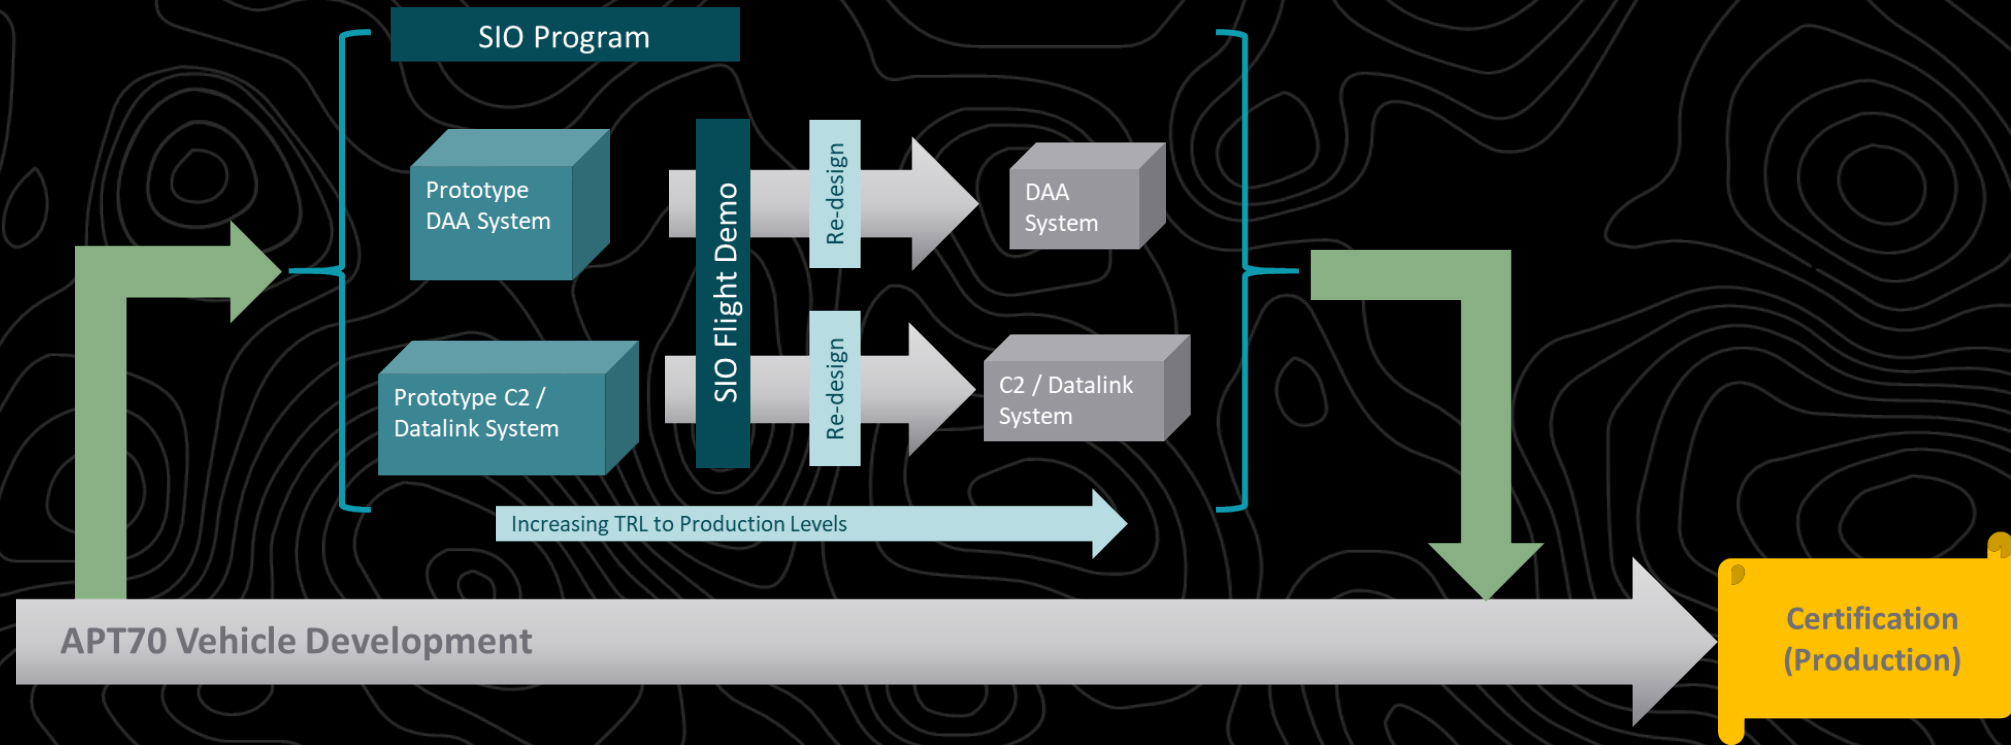 SIO Program
Prototype
DAA System
SIO Flight Demo
Re-design
DAA
System
Prototype C2 /
Datalink System
Re-design
C2 / Datalink
System
Increasing TRL to Production Levels
APT70 Vehicle Development
Certification
(Production)